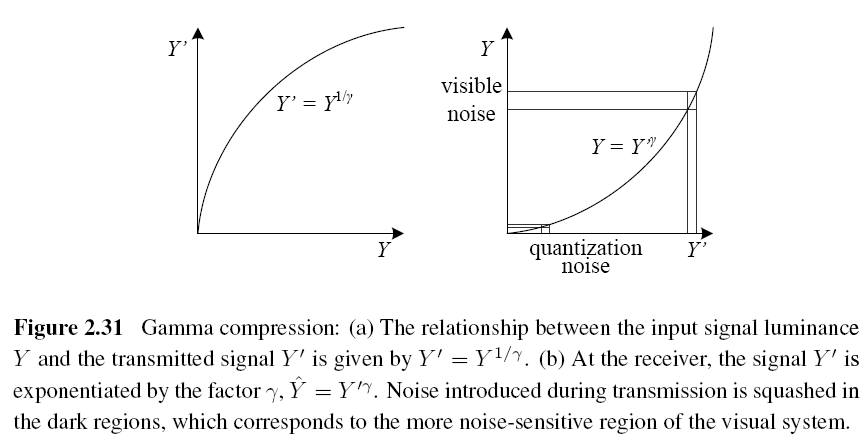 Y’
Y’ = Y^1/γ
Y
Y
visible
noise
Y = Y’^γ
quantization
noise
Y’
Figure 2.31 Gamma compression: (a) The relationship between the input signal luminance
Y and the transmitted signal Y′ is given by Y′ = Y^1/γ. (b) At the receiver, the signal Y′ is
exponentiated by the factor γ, Ŷ = Y′^γ. Noise introduced during transmission is squashed in
the dark regions, which corresponds to the more noise-sensitive region of the visual system.